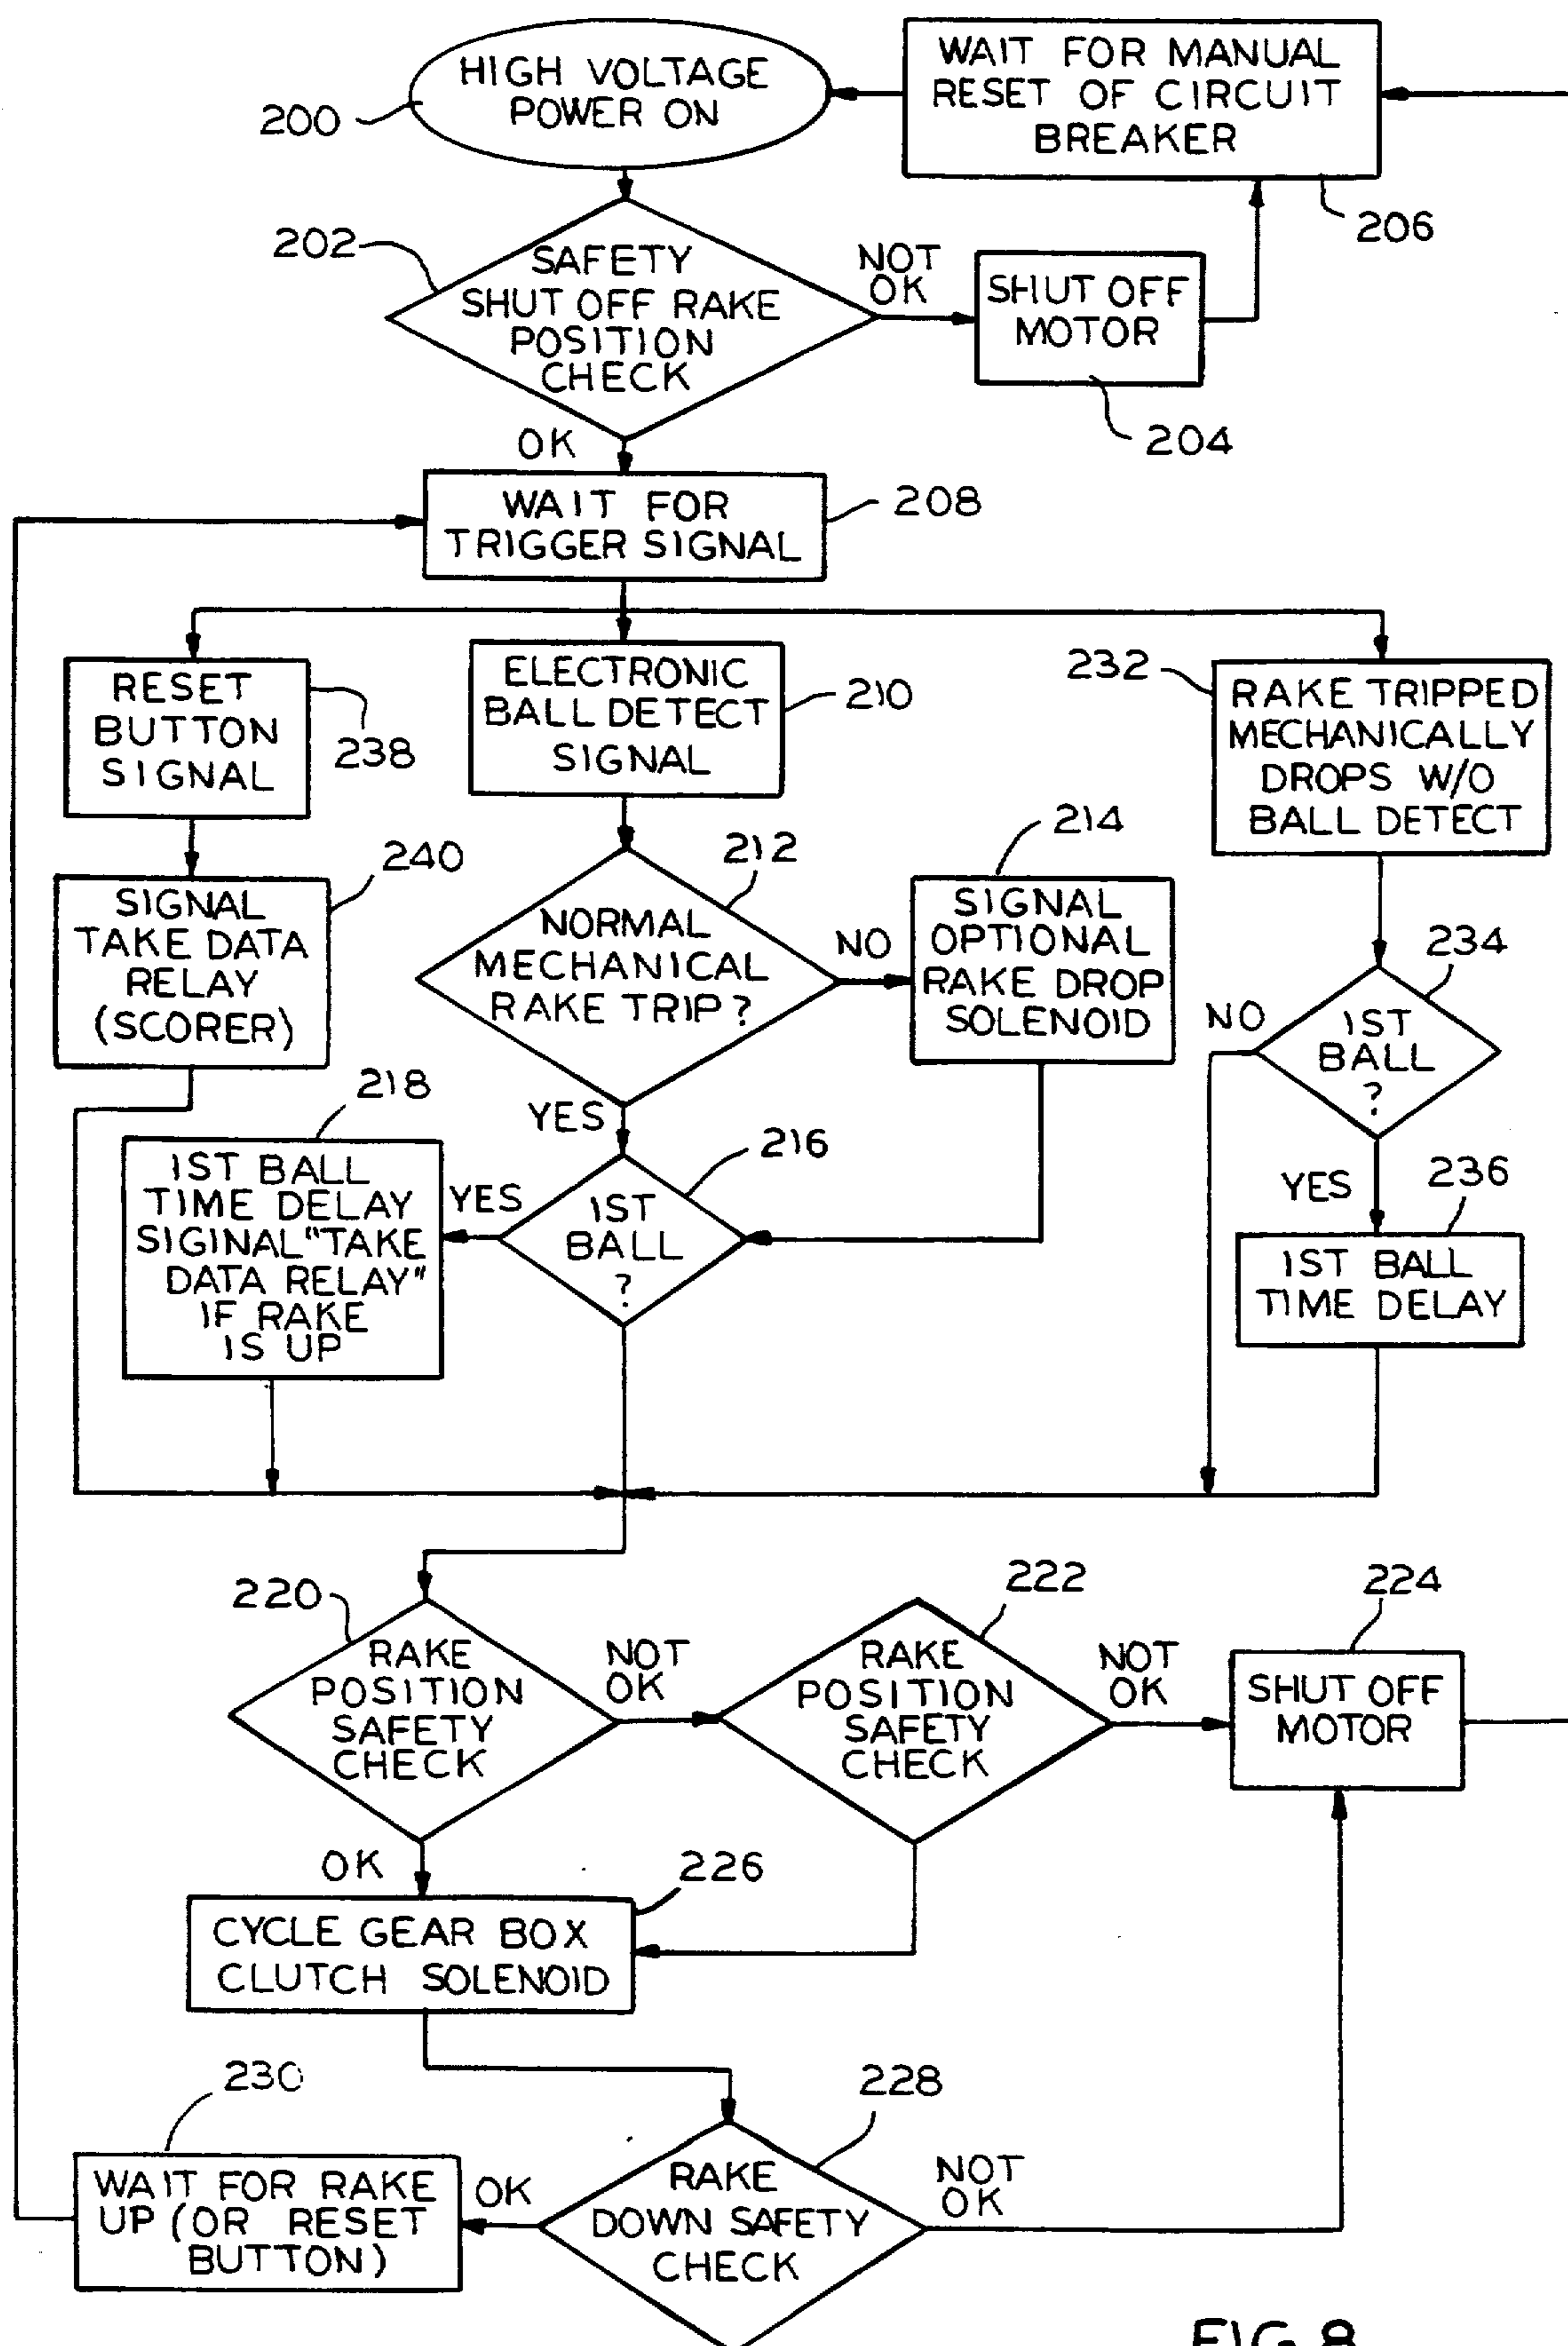 HIGH VOLTAGE
POWER ON
200
WAIT FOR MANUAL
RESET OF CIRCUIT
BREAKER
206
202
SAFETY
SHUT OFF RAKE
POSITION
CHECK
NOT
OK
SHUT OFF
MOTOR
204
OK
WAIT FOR
TRIGGER SIGNAL
208
RESET
BUTTON
SIGNAL
238
ELECTRONIC
BALL DETECT
SIGNAL
210
232
RAKE TRIPPED
MECHANICALLY
DROPS W/O
BALL DETECT
240
SIGNAL
TAKE DATA
RELAY
(SCORER)
212
NORMAL
MECHANICAL
RAKE TRIP?
NO
214
SIGNAL
OPTIONAL
RAKE DROP
SOLENOID
234
NO
1ST
BALL
?
YES
218
1ST BALL
TIME DELAY
SIGINAL "TAKE
DATA RELAY"
IF RAKE
IS UP
YES
216
1ST
BALL
?
YES
236
1ST BALL
TIME DELAY
220
RAKE
POSITION
SAFETY
CHECK
NOT
OK
222
RAKE
POSITION
SAFETY
CHECK
NOT
OK
224
SHUT OFF
MOTOR
OK
226
CYCLE GEAR BOX
CLUTCH SOLENOID
230
WAIT FOR RAKE
UP (OR RESET
BUTTON)
OK
228
RAKE
DOWN SAFETY
CHECK
NOT
OK
FIG. 8